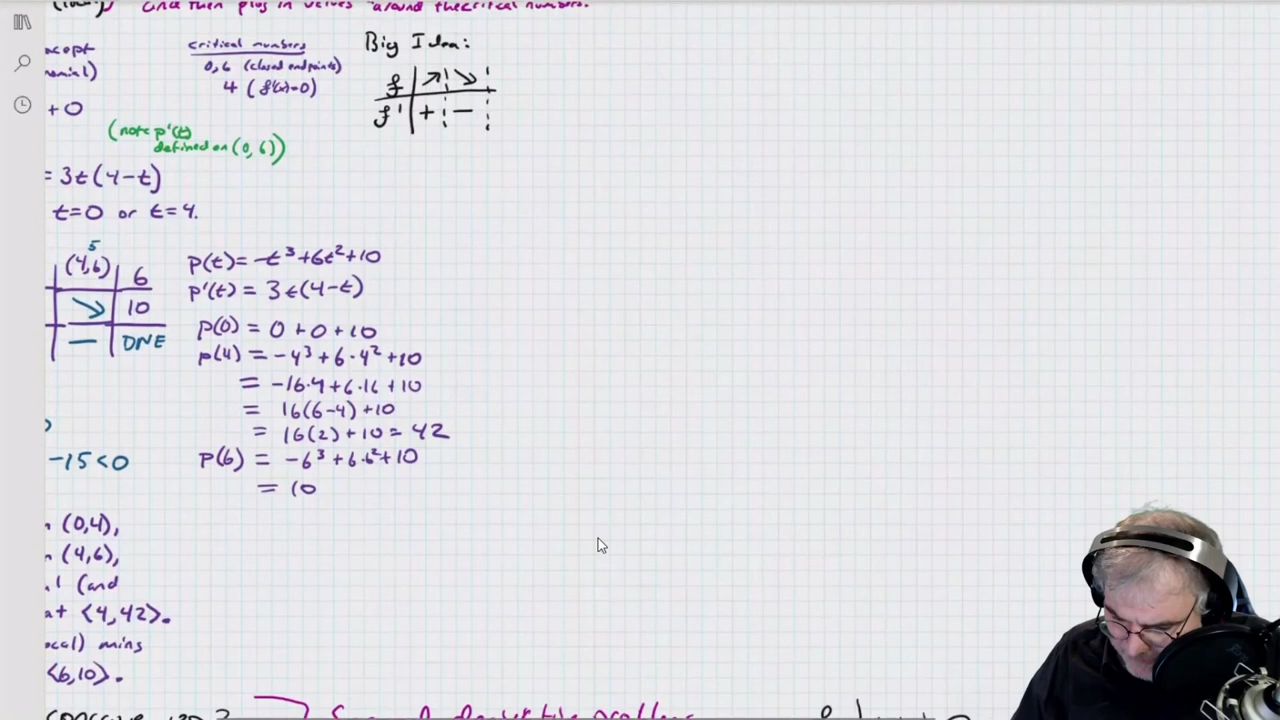 once then plug in values around the critical numbers.
critical numbers
0, 6 (closed endpoints)
4 (f'(x)=0)
Big Idea:
f | ↗ | ↘
f' | + | −
+0
(note p'(t)
defined on (0, 6))
= 3t(4-t)
t=0 or t=4.
5
(4,6) | 6
↘ | 10
− | DNE
-15<0
p(t) = -t³+6t²+10
p'(t) = 3t(4-t)
p(0) = 0+0+10
p(4) = -4³+6·4²+10
= -16·4+6·16+10
= 16(6-4)+10
= 16(2)+10=42
p(6) = -6³+6·6²+10
= 10
(0,4),
(4,6),
(and
at <4,42>.
mins
<6,10>.